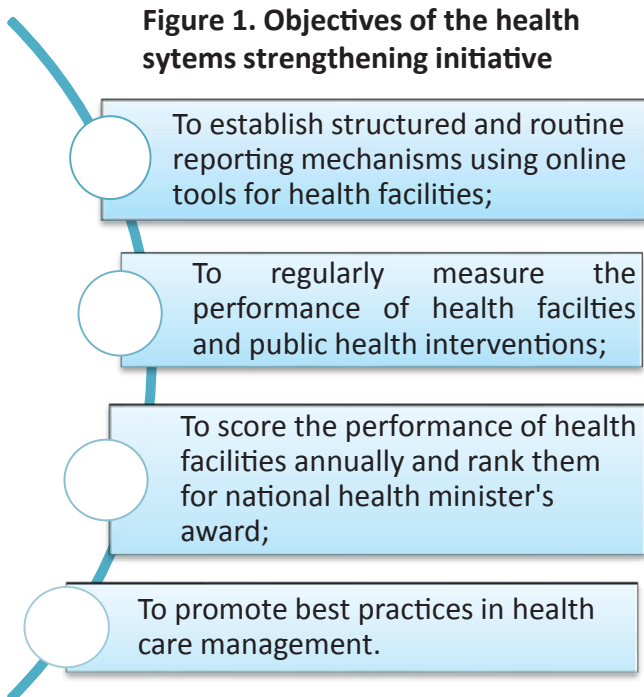 Figure 1. Objectives of the health
sytems strengthening initiative
To establish structured and routine
reporting mechanisms using online
tools for health facilities;
To regularly measure the
performance of health facilties
and public health interventions;
To score the performance of health
facilities annually and rank them
for national health minister's
award;
To promote best practices in health
care management.